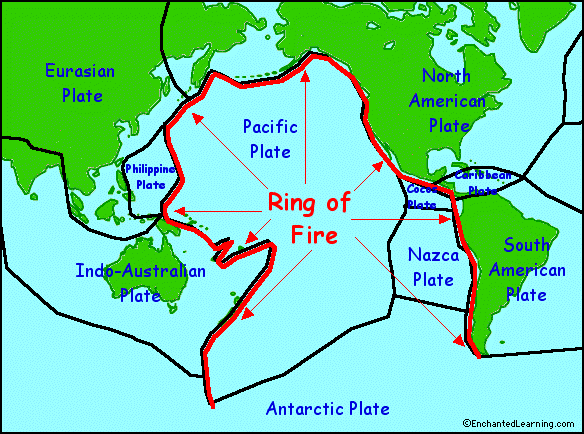 Eurasian
Plate
North
American
Plate
Pacific
Plate
Philippine
Plate
Caribbean
Plate
Cocos
Plate
Ring of
Fire
Indo-Australian
Plate
Nazca
Plate
South
American
Plate
Antarctic Plate
©EnchantedLearning.com